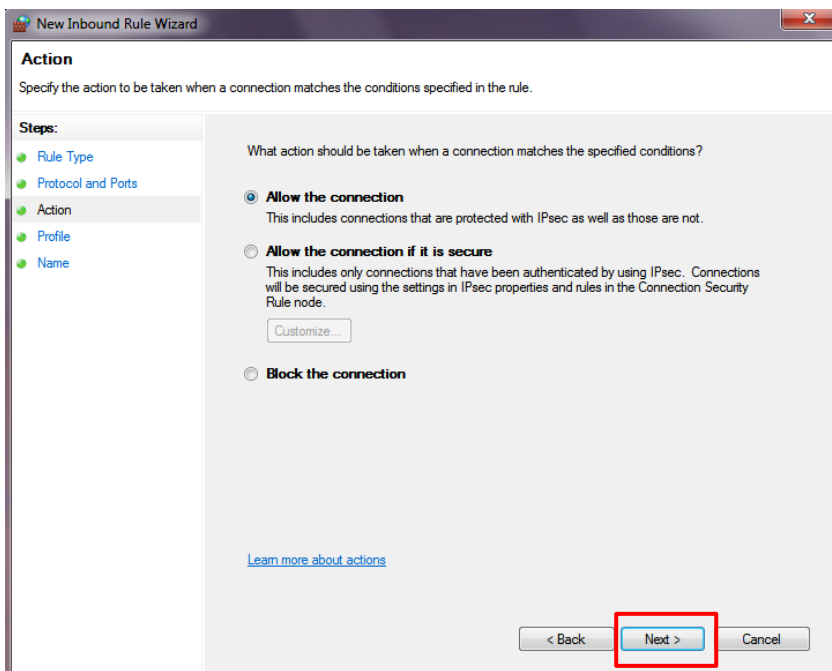 New Inbound Rule Wizard
Action
Specify the action to be taken when a connection matches the conditions specified in the rule.
Steps:
Rule Type
Protocol and Ports
Action
Profile
Name
What action should be taken when a connection matches the specified conditions?
Allow the connection
This includes connections that are protected with IPsec as well as those are not.
Allow the connection if it is secure
This includes only connections that have been authenticated by using IPsec. Connections
will be secured using the settings in IPsec properties and rules in the Connection Security
Rule node.
Customize...
Block the connection
Learn more about actions
< Back
Next >
Cancel